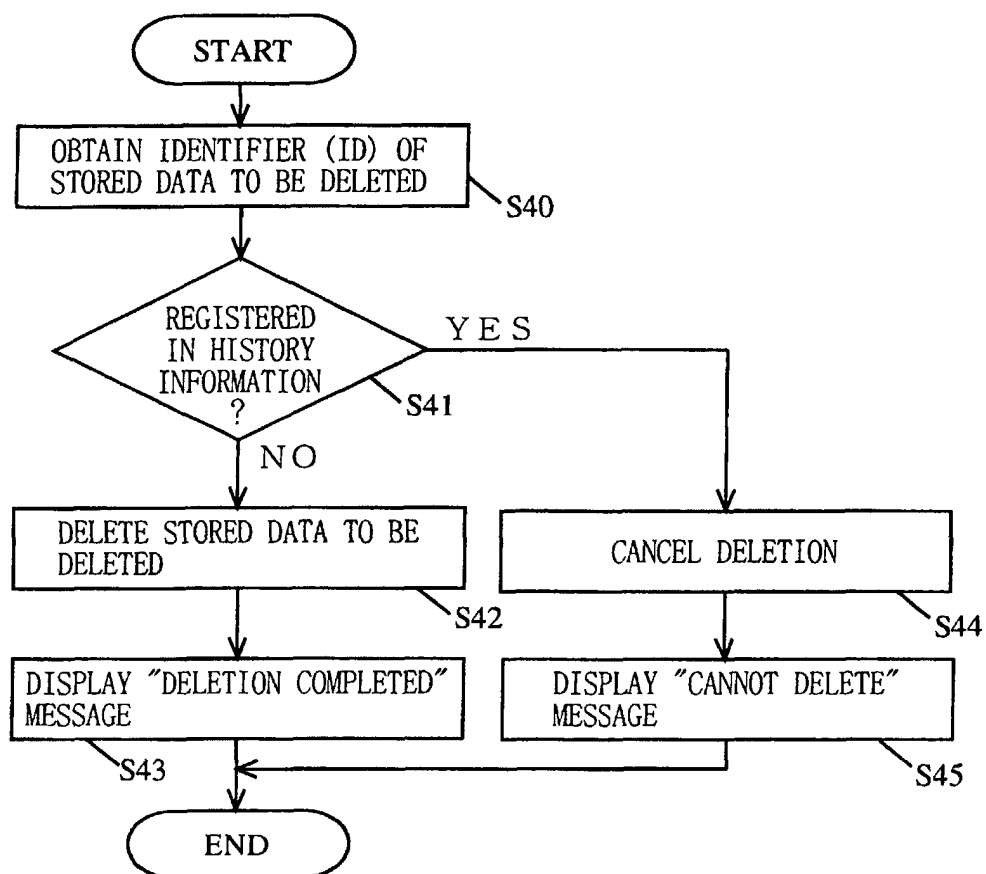 START
OBTAIN IDENTIFIER (ID) OF
STORED DATA TO BE DELETED
S40
REGISTERED
IN HISTORY
INFORMATION
?
S41
YES
NO
DELETE STORED DATA TO BE
DELETED
S42
CANCEL DELETION
S44
DISPLAY "DELETION COMPLETED"
MESSAGE
S43
DISPLAY "CANNOT DELETE"
MESSAGE
S45
END